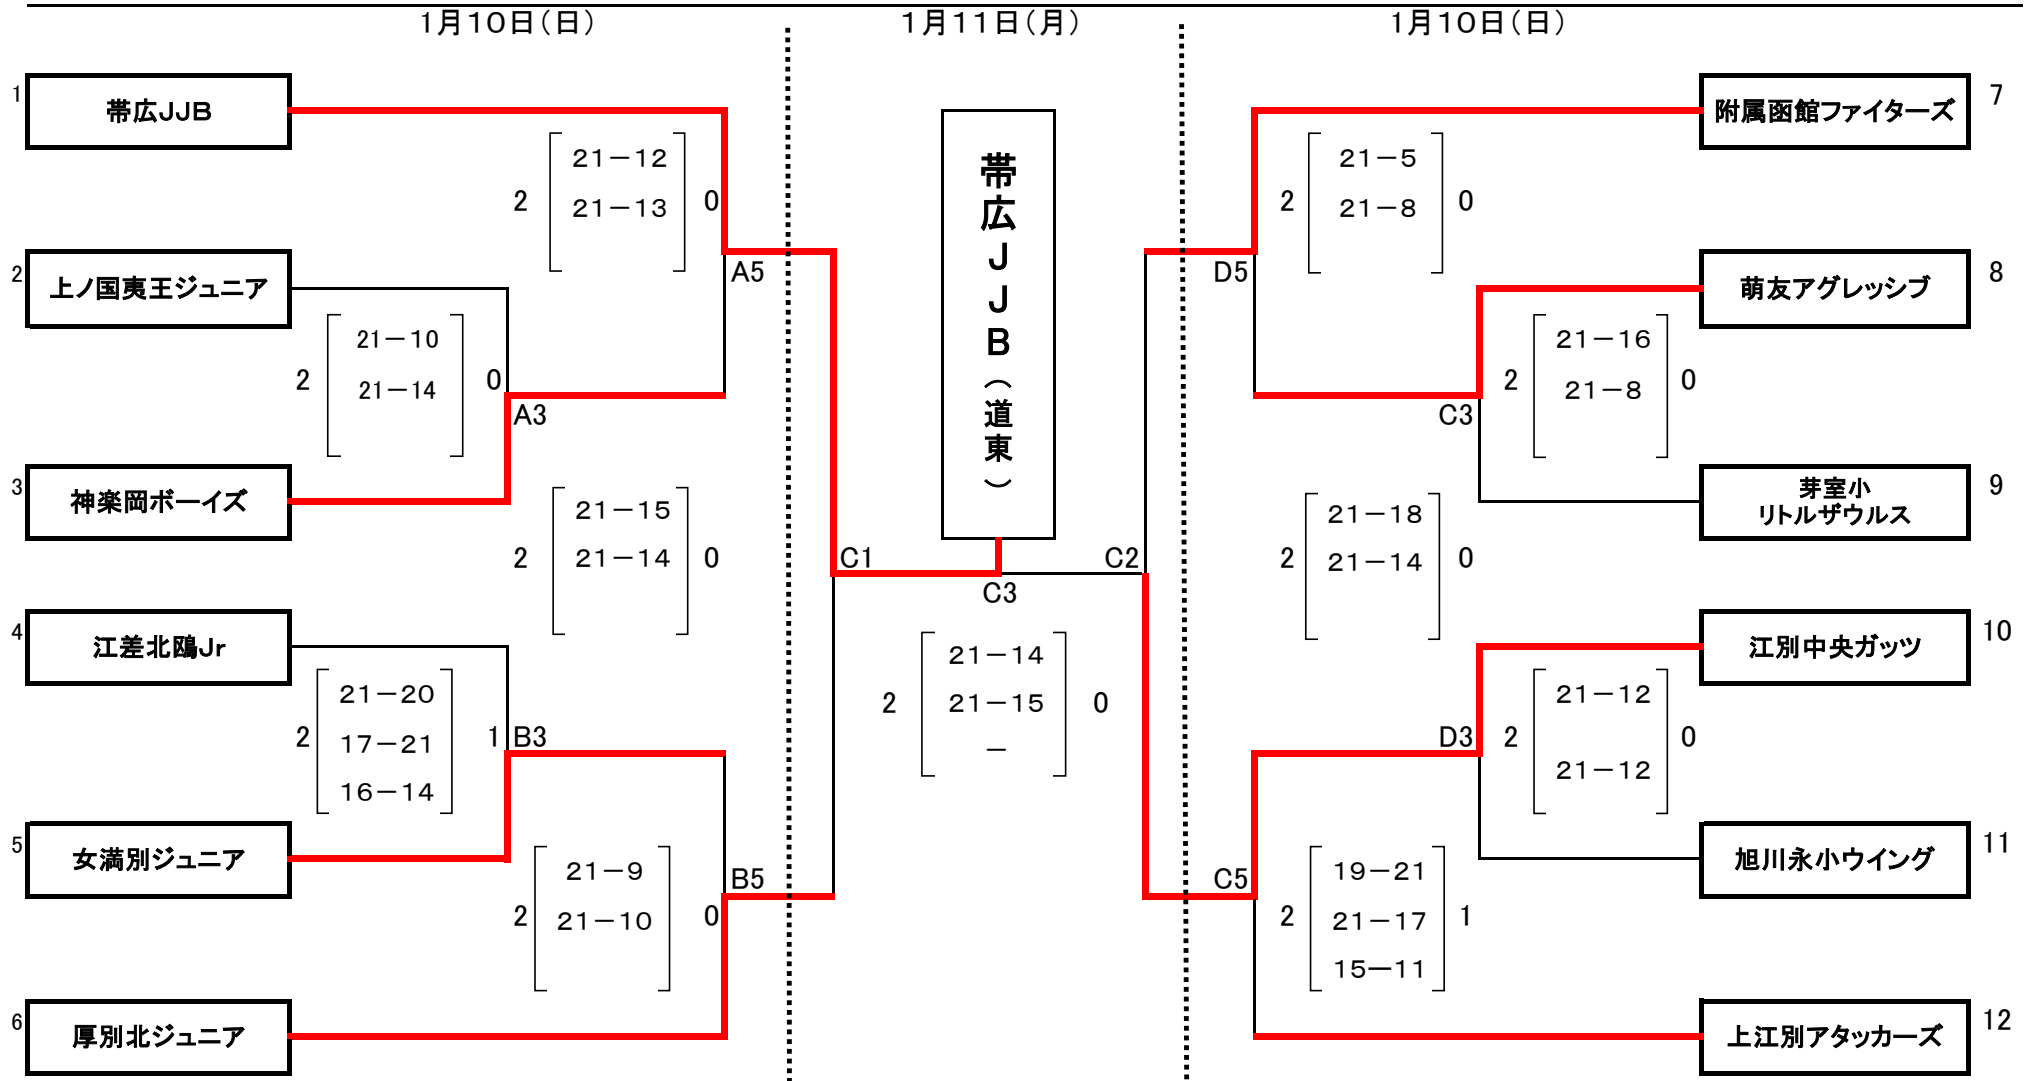 1月10日(日)
1月11日(月)
1月10日(日)
1
帯広JJB
2
上ノ国夷王ジュニア
3
神楽岡ボーイズ
4
江差北鴎Jr
5
女満別ジュニア
6
厚別北ジュニア
2
21-10
21-14
0
A3
2
21-20
17-21
16-14
1
B3
2
21-12
21-13
0
A5
2
21-15
21-14
0
2
21-9
21-10
0
B5
帯広JJB(道東)
C1
C2
C3
2
21-14
21-15
-
0
D5
2
21-5
21-8
0
C3
2
21-16
21-8
0
2
21-18
21-14
0
D3
2
21-12
21-12
0
C5
2
19-21
21-17
15-11
1
附属函館ファイターズ
7
萌友アグレッシブ
8
芽室小
リトルザウルス
9
江別中央ガッツ
10
旭川永小ウイング
11
上江別アタッカーズ
12